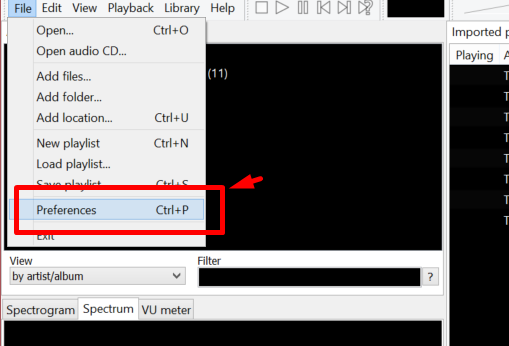 File Edit View Playback Library Help
Open... Ctrl+O
Open audio CD...
Add files...
(11)
Add folder...
Add location... Ctrl+U
New playlist Ctrl+N
Load playlist...
Save playlist... Ctrl+S
Preferences Ctrl+P
Exit
Imported p
Playing A
T
T
T
T
T
T
T
T
View
by artist/album
Filter
?
Spectrogram Spectrum VU meter